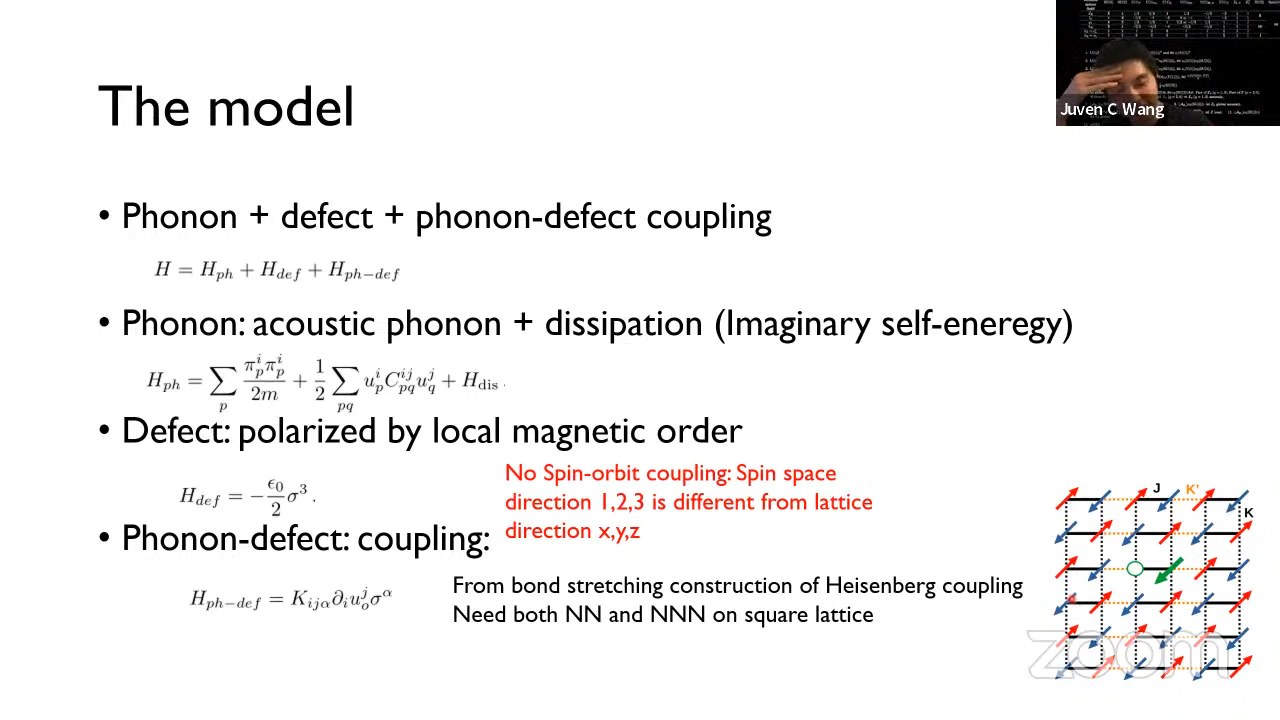 The model
Juven C Wang
• Phonon + defect + phonon-defect coupling
H = H_{ph} + H_{def} + H_{ph-def}
• Phonon: acoustic phonon + dissipation (Imaginary self-eneregy)
H_{ph} = \sum_p \frac{\pi_p^i \pi_p^i}{2m} + \frac{1}{2} \sum_{pq} u_p^i C_{pq}^{ij} u_q^j + H_{dis}
• Defect: polarized by local magnetic order
H_{def} = -\frac{\epsilon_0}{2} \sigma^3 .
No Spin-orbit coupling: Spin space
direction 1,2,3 is different from lattice
direction x,y,z
• Phonon-defect: coupling:
H_{ph-def} = K_{ij\alpha} \partial_i u_o^j \sigma^\alpha
From bond stretching construction of Heisenberg coupling
Need both NN and NNN on square lattice
J
K'
K
zoom